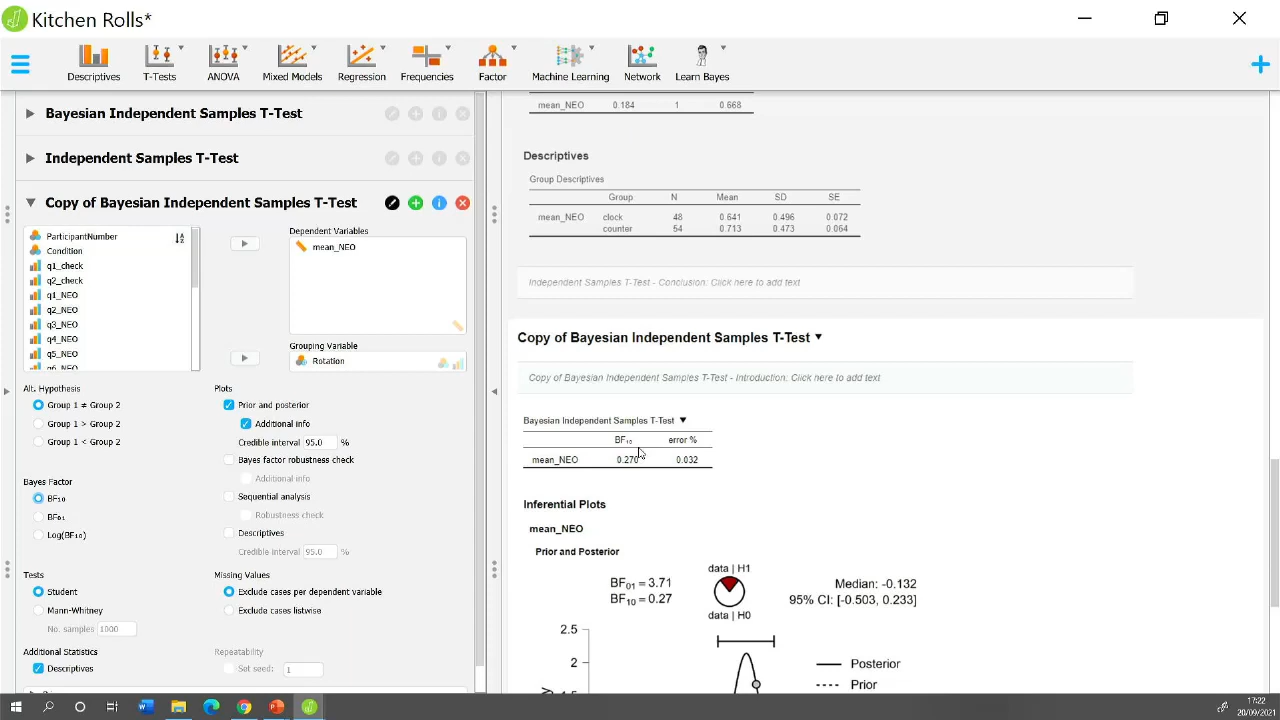 Kitchen Rolls*
Descriptives T-Tests ANOVA Mixed Models Regression Frequencies Factor Machine Learning Network Learn Bayes
Bayesian Independent Samples T-Test
Independent Samples T-Test
Copy of Bayesian Independent Samples T-Test
ParticipantNumber
Condition
q1_check
q2_check
q1_NEO
q2_NEO
q3_NEO
q4_NEO
q5_NEO
q6_NEO
Dependent Variables
mean_NEO
Grouping Variable
Rotation
Alt. Hypothesis
Group 1 ≠ Group 2
Group 1 > Group 2
Group 1 < Group 2
Bayes Factor
BF₁₀
BF₀₁
Log(BF₁₀)
Tests
Student
Mann-Whitney
No. samples 1000
Additional Statistics
Descriptives
Plots
Prior and posterior
Additional info
Credible interval 95.0 %
Bayes factor robustness check
Additional info
Sequential analysis
Robustness check
Descriptives
Credible interval 95.0 %
Missing Values
Exclude cases per dependent variable
Exclude cases listwise
Repeatability
Set seed: 1
mean_NEO 0.184 1 0.668
Descriptives
Group Descriptives
Group N Mean SD SE
mean_NEO clock 48 0.641 0.496 0.072
counter 54 0.713 0.473 0.064
Independent Samples T-Test - Conclusion: Click here to add text
Copy of Bayesian Independent Samples T-Test
Copy of Bayesian Independent Samples T-Test - Introduction: Click here to add text
Bayesian Independent Samples T-Test
BF₁₀ error %
mean_NEO 0.270 0.032
Inferential Plots
mean_NEO
Prior and Posterior
data | H1
BF₀₁ = 3.71
BF₁₀ = 0.27
data | H0
Median: -0.132
95% CI: [-0.503, 0.233]
2.5
2
Posterior
Prior
17:22
20/09/2021